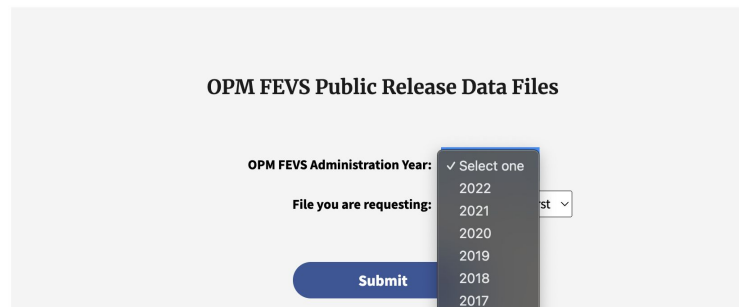 OPM FEVS Public Release Data Files
OPM FEVS Administration Year:
✓ Select one
2022
File you are requesting:
2021
rst
2020
2019
Submit
2018
2017